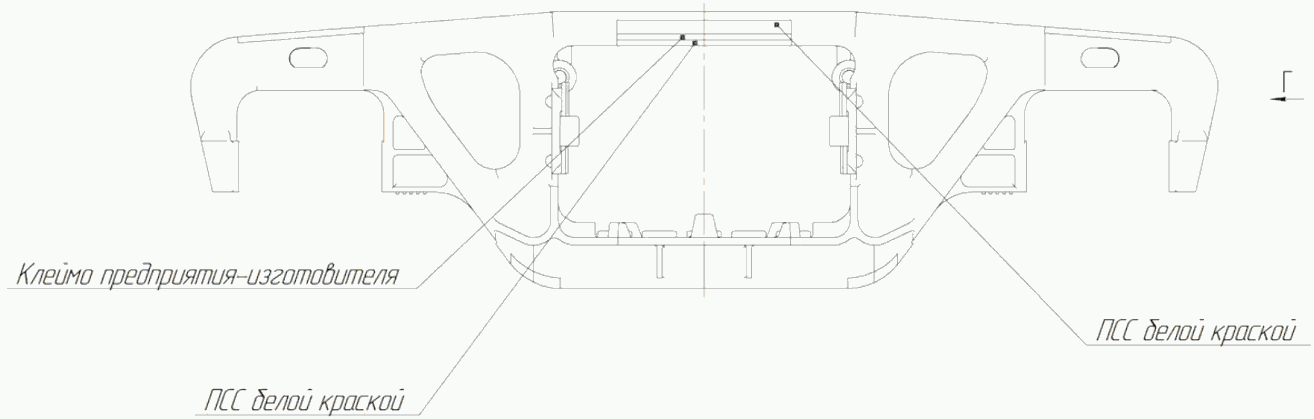 Г
Клеймо предприятия-изготовителя
ПСС белой краской
ПСС белой краской